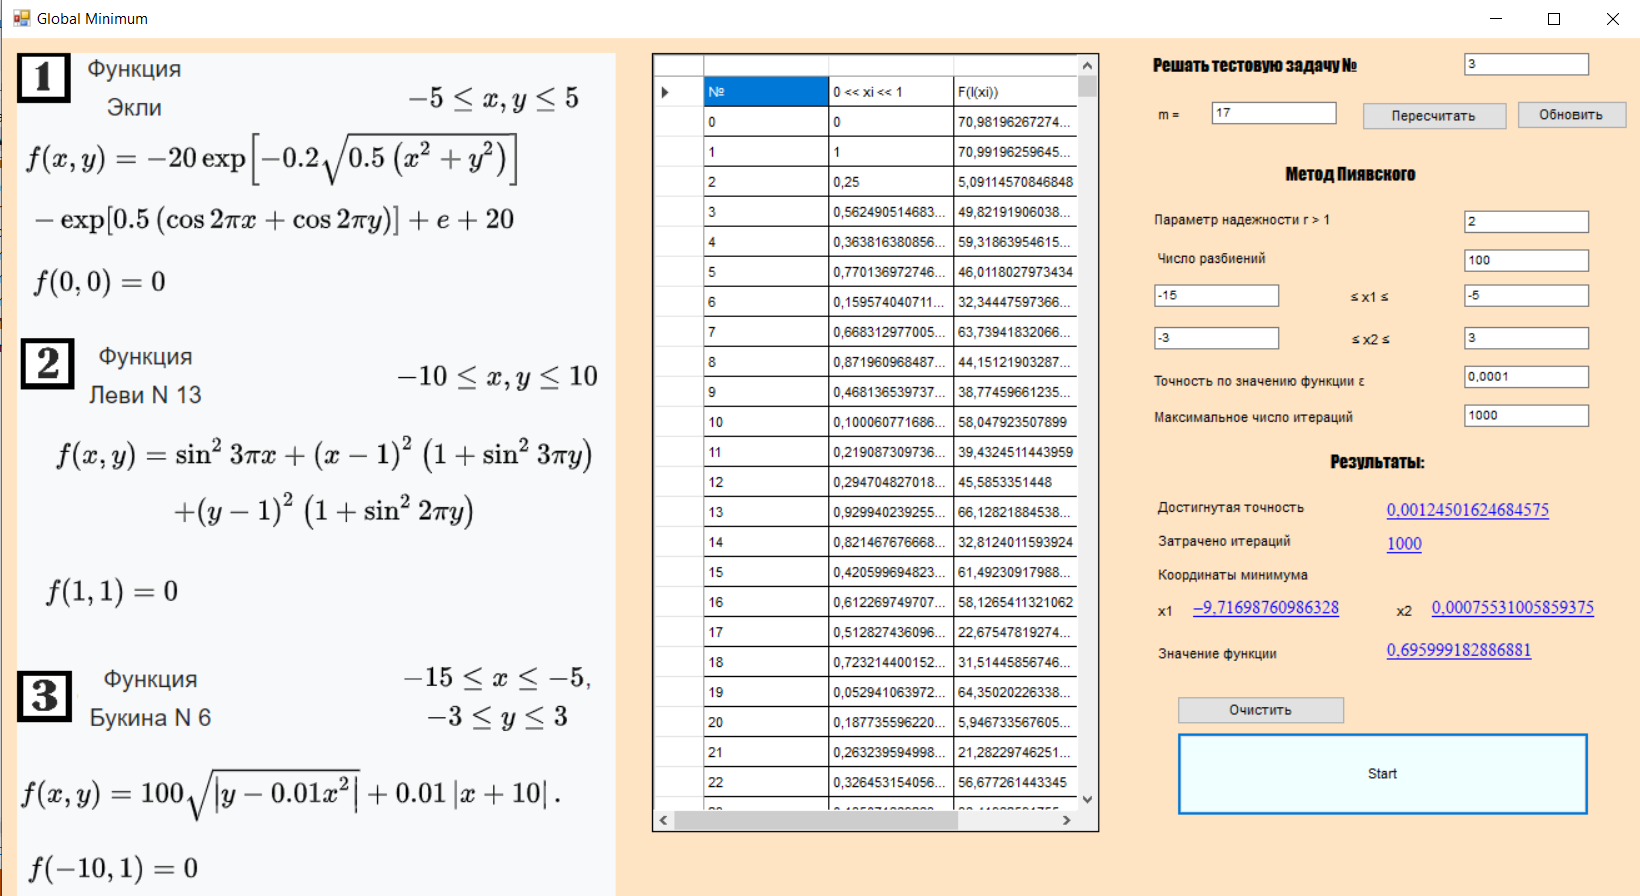 Global Minimum
1
Функция
Экли
−5 ≤ x, y ≤ 5
f(x, y) = −20 exp[−0.2√(0.5 (x² + y²))]
− exp[0.5 (cos 2πx + cos 2πy)] + e + 20
f(0, 0) = 0
2
Функция
Леви N 13
−10 ≤ x, y ≤ 10
f(x, y) = sin² 3πx + (x − 1)² (1 + sin² 3πy)
+(y − 1)² (1 + sin² 2πy)
f(1, 1) = 0
3
Функция
Букина N 6
−15 ≤ x ≤ −5,
−3 ≤ y ≤ 3
f(x, y) = 100√|y − 0.01x²| + 0.01 |x + 10| .
f(−10, 1) = 0
№ 0 << xi << 1 F(I(xi))
0 0 70,98196267274...
1 1 70,99196259645...
2 0,25 5,09114570846848
3 0,562490514683... 49,82191906038...
4 0,363816380856... 59,31863954615...
5 0,770136972746... 46,0118027973434
6 0,159574040711... 32,34447597366...
7 0,668312977005... 63,73941832066...
8 0,871960968487... 44,15121903287...
9 0,468136539737... 38,77459661235...
10 0,100060771686... 58,047923507899
11 0,219087309736... 39,4324511443959
12 0,294704827018... 45,5853351448
13 0,929940239255... 66,12821884538...
14 0,821467676668... 32,8124011593924
15 0,420599694823... 61,49230917988...
16 0,612269749707... 58,1265411321062
17 0,512827436096... 22,67547819274...
18 0,723214400152... 31,51445856746...
19 0,052941063972... 64,35020226338...
20 0,187735596220... 5,946733567605...
21 0,263239594998... 21,28229746251...
22 0,326453154056... 56,677261443345
Решать тестовую задачу № 3
m = 17 Пересчитать Обновить
Метод Пиявского
Параметр надежности r > 1 2
Число разбиений 100
-15 ≤ x1 ≤ -5
-3 ≤ x2 ≤ 3
Точность по значению функции ε 0,0001
Максимальное число итераций 1000
Результаты:
Достигнутая точность 0,00124501624684575
Затрачено итераций 1000
Координаты минимума
x1 −9,71698760986328 x2 0,00075531005859375
Значение функции 0,695999182886881
Очистить
Start